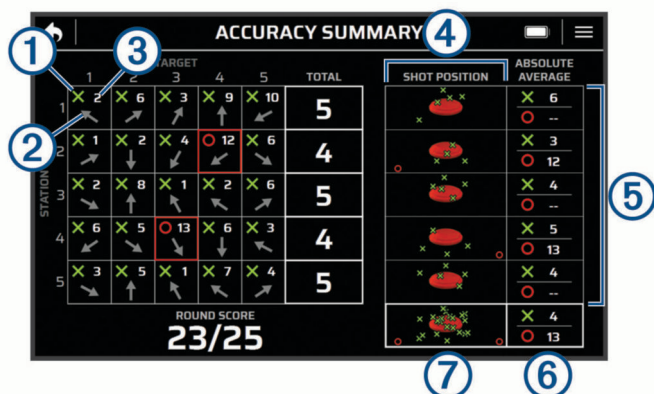 ACCURACY SUMMARY
TARGET
1 2 3 4 5 TOTAL
SHOT POSITION
ABSOLUTE
AVERAGE
STATION
1 2 6 3 9 10 5
6
--
2 1 2 4 12 6 4
3
12
3 2 8 1 2 6 5
4
--
4 6 5 13 6 3 4
5
13
5 3 5 1 7 4 5
4
--
ROUND SCORE
23/25
4
13
1
2
3
4
5
6
7